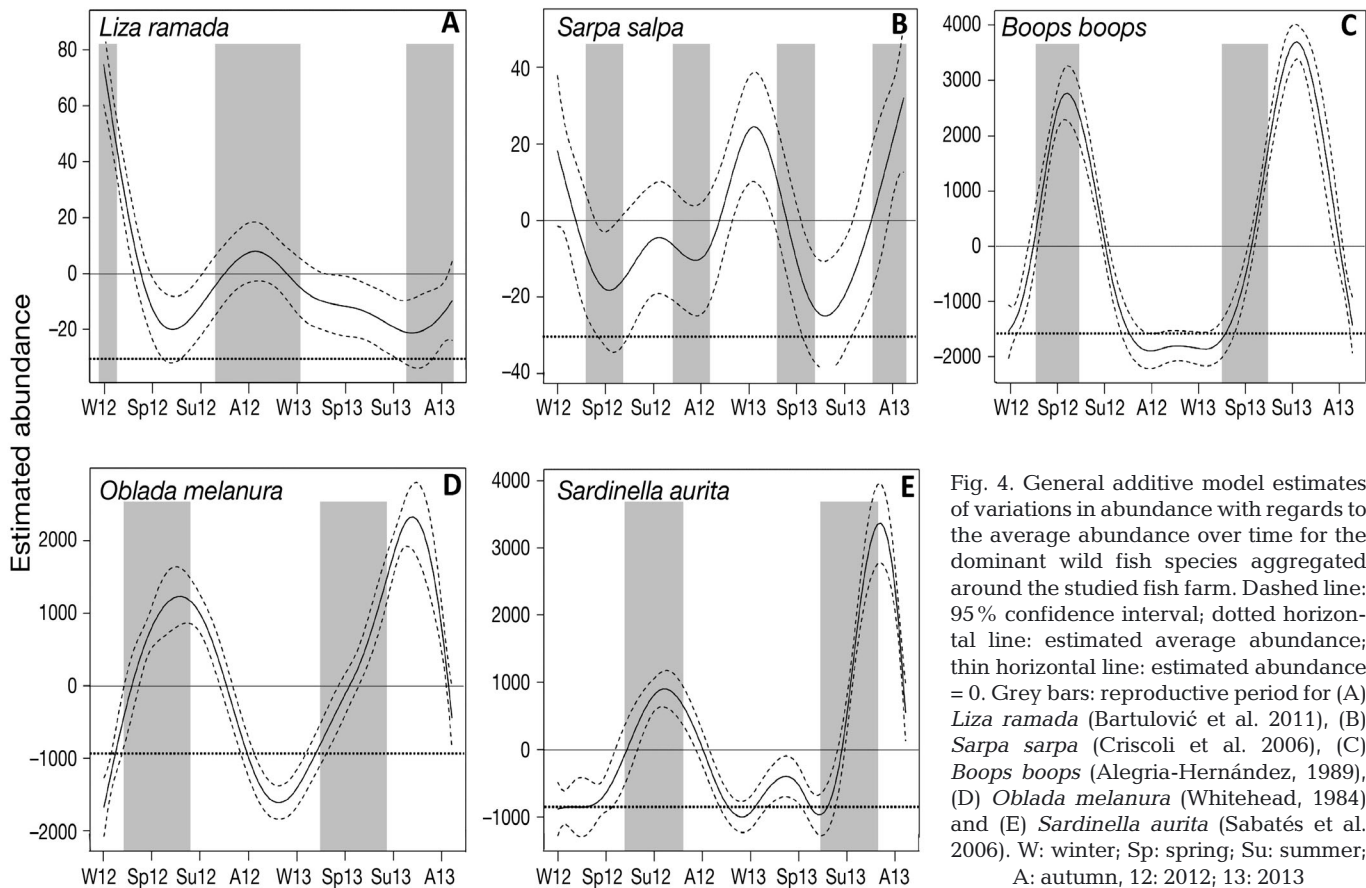 Estimated abundance
Liza ramada
A
80
60
40
20
0
–20
W12 Sp12 Su12 A12 W13 Sp13 Su13 A13
Sarpa salpa
B
40
20
0
–20
–40
W12 Sp12 Su12 A12 W13 Sp13 Su13 A13
Boops boops
C
4000
3000
2000
1000
0
–1000
–2000
W12 Sp12 Su12 A12 W13 Sp13 Su13 A13
Oblada melanura
D
2000
1000
0
–1000
–2000
W12 Sp12 Su12 A12 W13 Sp13 Su13 A13
Sardinella aurita
E
4000
3000
2000
1000
0
–1000
W12 Sp12 Su12 A12 W13 Sp13 Su13 A13
Fig. 4. General additive model estimates
of variations in abundance with regards to
the average abundance over time for the
dominant wild fish species aggregated
around the studied fish farm. Dashed line:
95% confidence interval; dotted horizon-
tal line: estimated average abundance;
thin horizontal line: estimated abundance
= 0. Grey bars: reproductive period for (A)
Liza ramada (Bartulović et al. 2011), (B)
Sarpa sarpa (Criscoli et al. 2006), (C)
Boops boops (Alegria-Hernández, 1989),
(D) Oblada melanura (Whitehead, 1984)
and (E) Sardinella aurita (Sabatés et al.
2006). W: winter; Sp: spring; Su: summer;
A: autumn, 12: 2012; 13: 2013